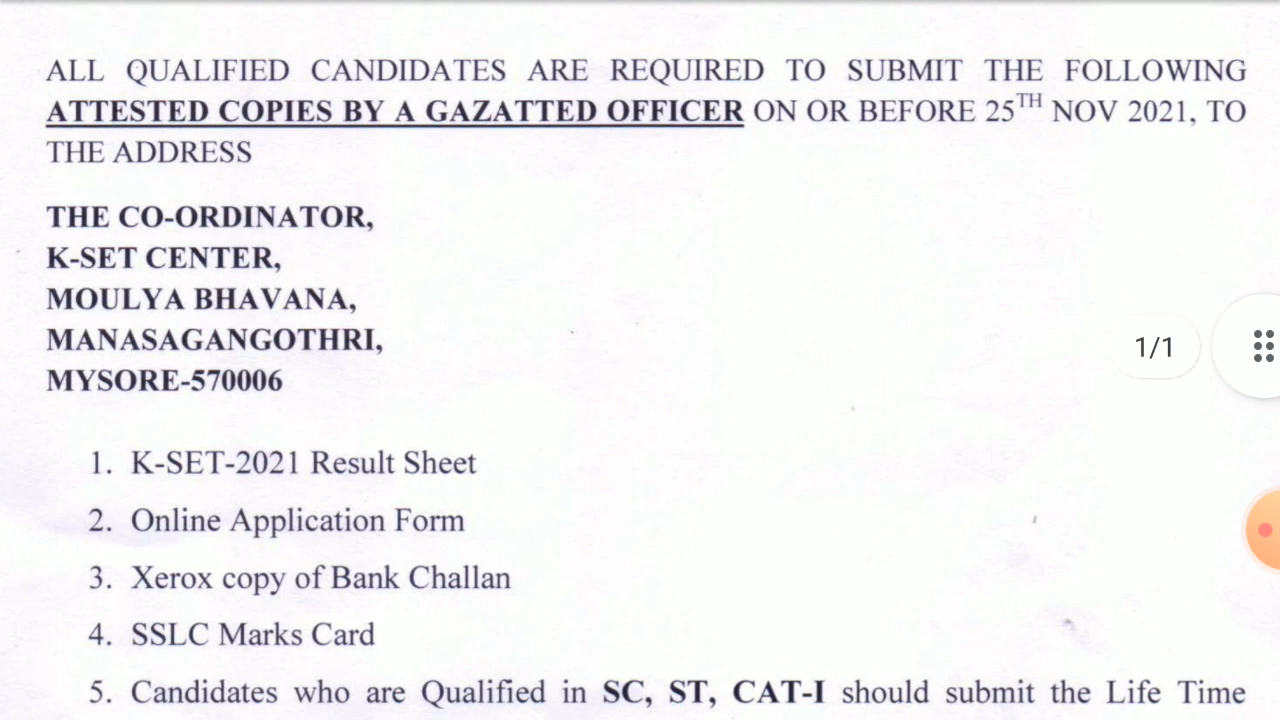 ALL QUALIFIED CANDIDATES ARE REQUIRED TO SUBMIT THE FOLLOWING
ATTESTED COPIES BY A GAZATTED OFFICER ON OR BEFORE 25TH NOV 2021, TO
THE ADDRESS
THE CO-ORDINATOR,
K-SET CENTER,
MOULYA BHAVANA,
MANASAGANGOTHRI,
MYSORE-570006
1/1
1. K-SET-2021 Result Sheet
2. Online Application Form
3. Xerox copy of Bank Challan
4. SSLC Marks Card
5. Candidates who are Qualified in SC, ST, CAT-I should submit the Life Time